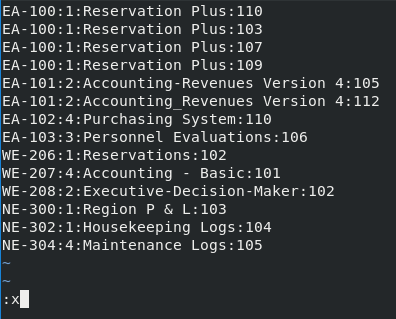 EA-100:1:Reservation Plus:110
EA-100:1:Reservation Plus:103
EA-100:1:Reservation Plus:107
EA-100:1:Reservation Plus:109
EA-101:2:Accounting-Revenues Version 4:105
EA-101:2:Accounting_Revenues Version 4:112
EA-102:4:Purchasing System:110
EA-103:3:Personnel Evaluations:106
WE-206:1:Reservations:102
WE-207:4:Accounting - Basic:101
WE-208:2:Executive-Decision-Maker:102
NE-300:1:Region P & L:103
NE-302:1:Housekeeping Logs:104
NE-304:4:Maintenance Logs:105
~
~
:x